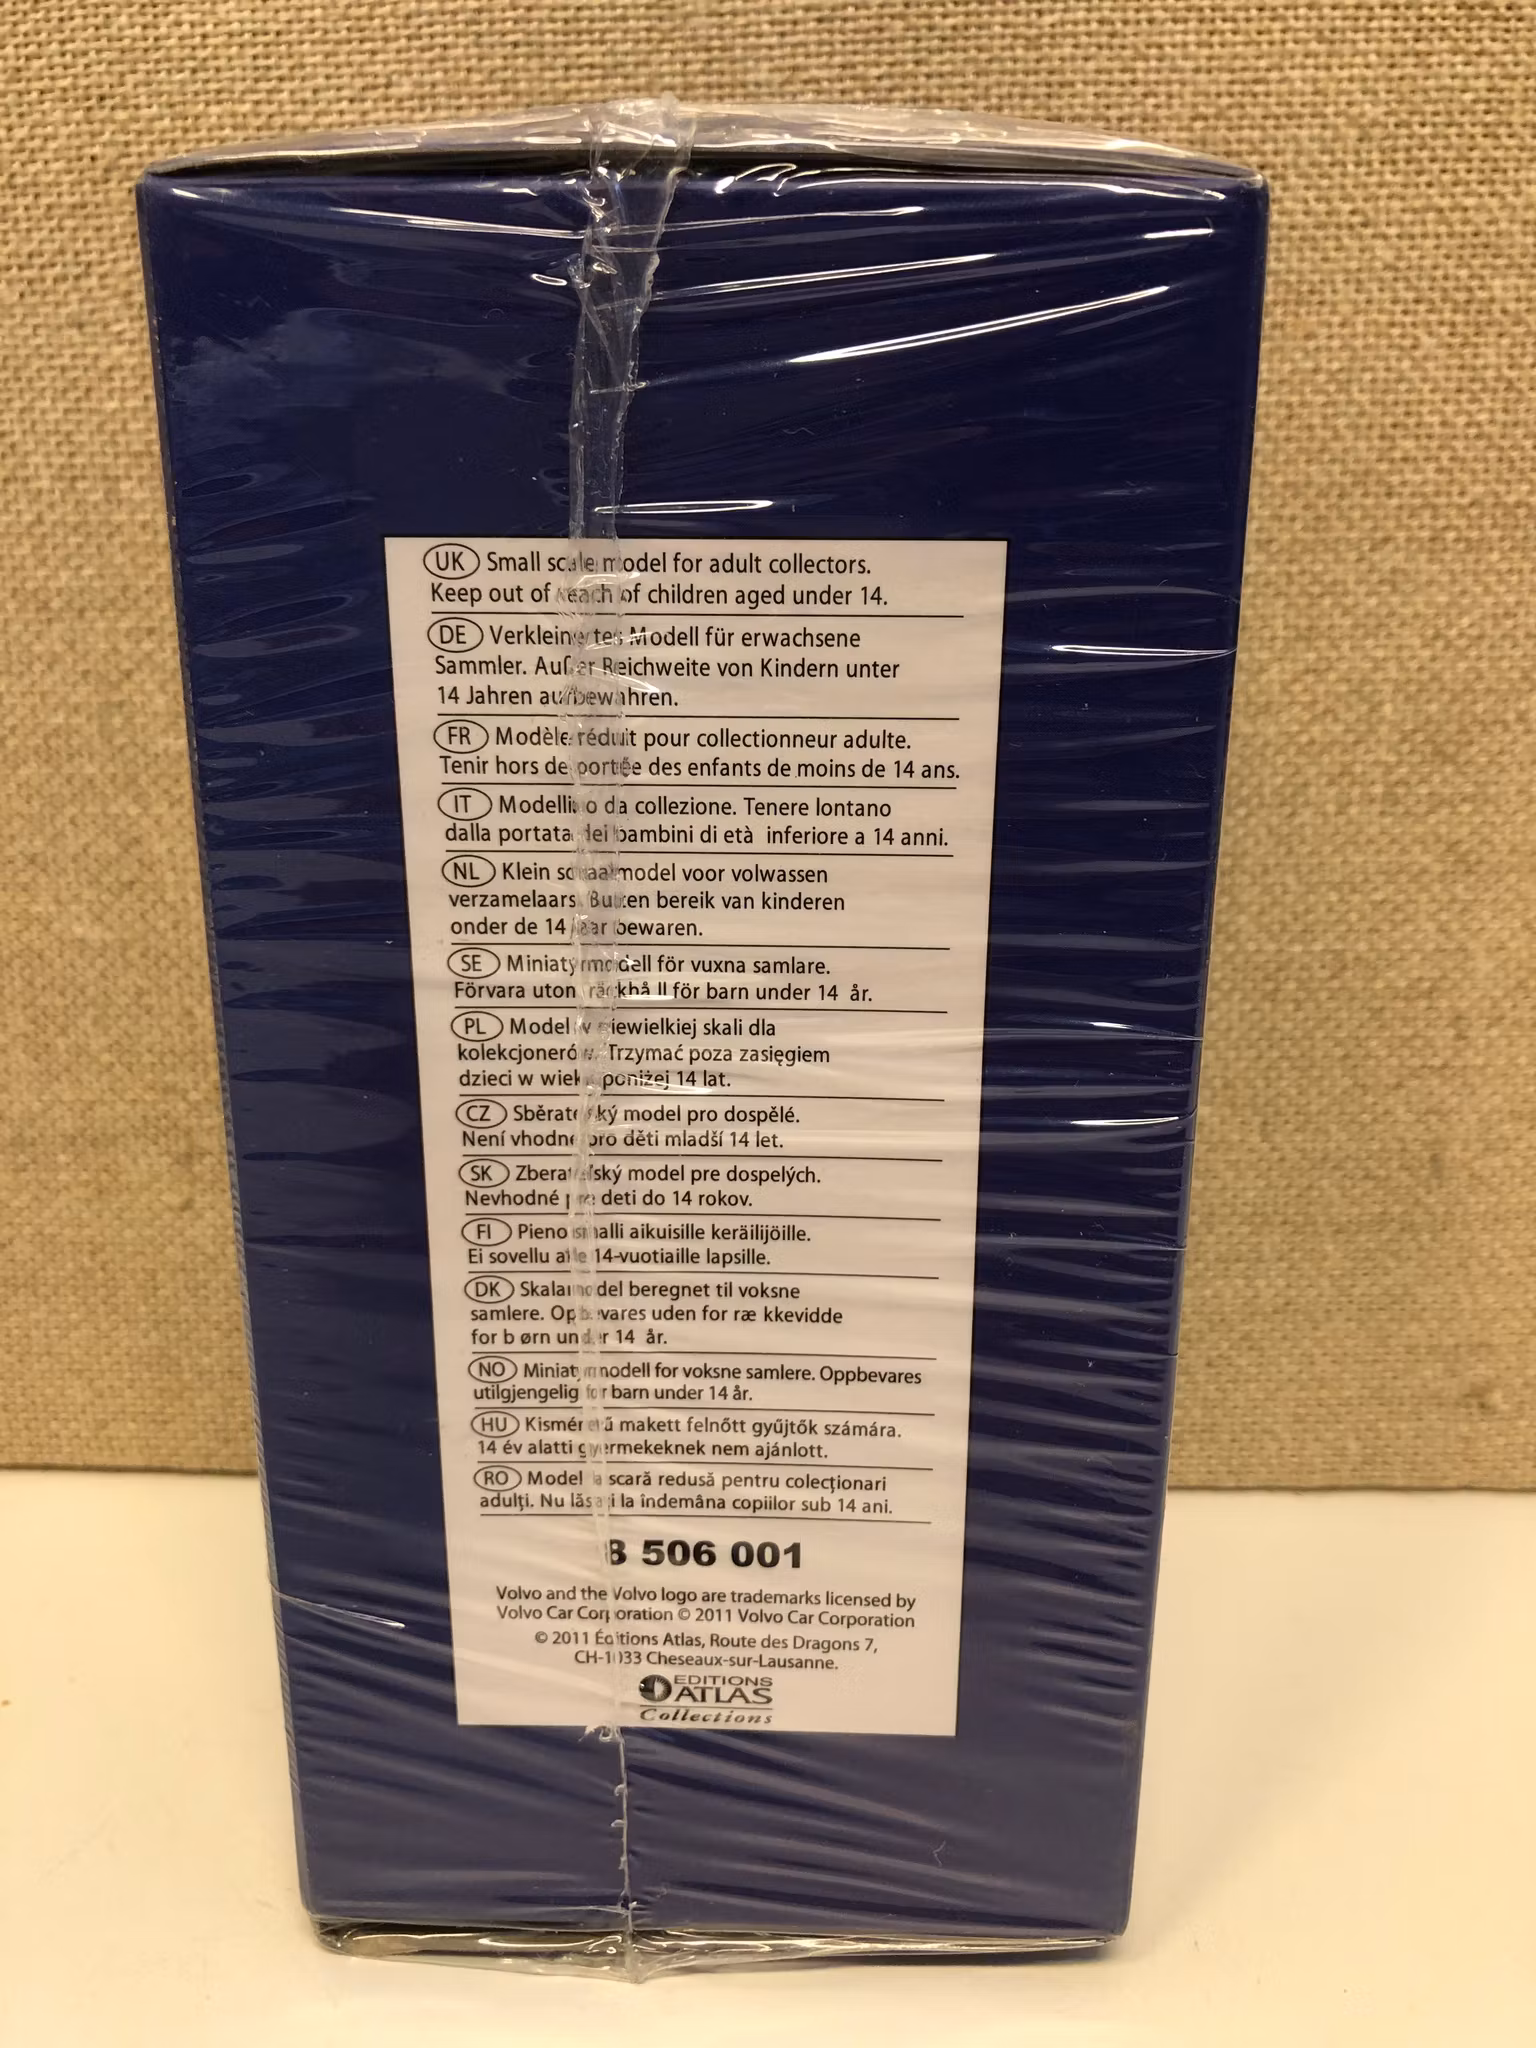 UK Small scale model for adult collectors.
Keep out of reach of children aged under 14.
DE Verkleinertes Modell für erwachsene
Sammler. Außer Reichweite von Kindern unter
14 Jahren aufbewahren.
FR Modèle réduit pour collectionneur adulte.
Tenir hors de portée des enfants de moins de 14 ans.
IT Modellino da collezione. Tenere lontano
dalla portata dei bambini di età inferiore a 14 anni.
NL Klein schaalmodel voor volwassen
verzamelaars. Buiten bereik van kinderen
onder de 14 jaar bewaren.
SE Miniatyrmodell för vuxna samlare.
Förvara utom räckhå ll för barn under 14 år.
PL Model w niewielkiej skali dla
kolekcjonerów. Trzymać poza zasięgiem
dzieci w wieku poniżej 14 lat.
CZ Sběratelský model pro dospělé.
Není vhodné pro děti mladší 14 let.
SK Zberateľský model pre dospelých.
Nevhodné pre deti do 14 rokov.
FI Pienoismalli aikuisille keräilijöille.
Ei sovellu alle 14-vuotiaille lapsille.
DK Skalamodel beregnet til voksne
samlere. Opbevares uden for ræ kkevidde
for b ørn under 14 år.
NO Miniatyrmodell for voksne samlere. Oppbevares
utilgjengelig for barn under 14 år.
HU Kisméretű makett felnőtt gyűjtők számára.
14 év alatti gyermekeknek nem ajánlott.
RO Model la scară redusă pentru colecționari
adulți. Nu lăsați la îndemâna copiilor sub 14 ani.
8 506 001
Volvo and the Volvo logo are trademarks licensed by
Volvo Car Corporation © 2011 Volvo Car Corporation
© 2011 Éditions Atlas, Route des Dragons 7,
CH-1033 Cheseaux-sur-Lausanne.
EDITIONS
ATLAS
Collections